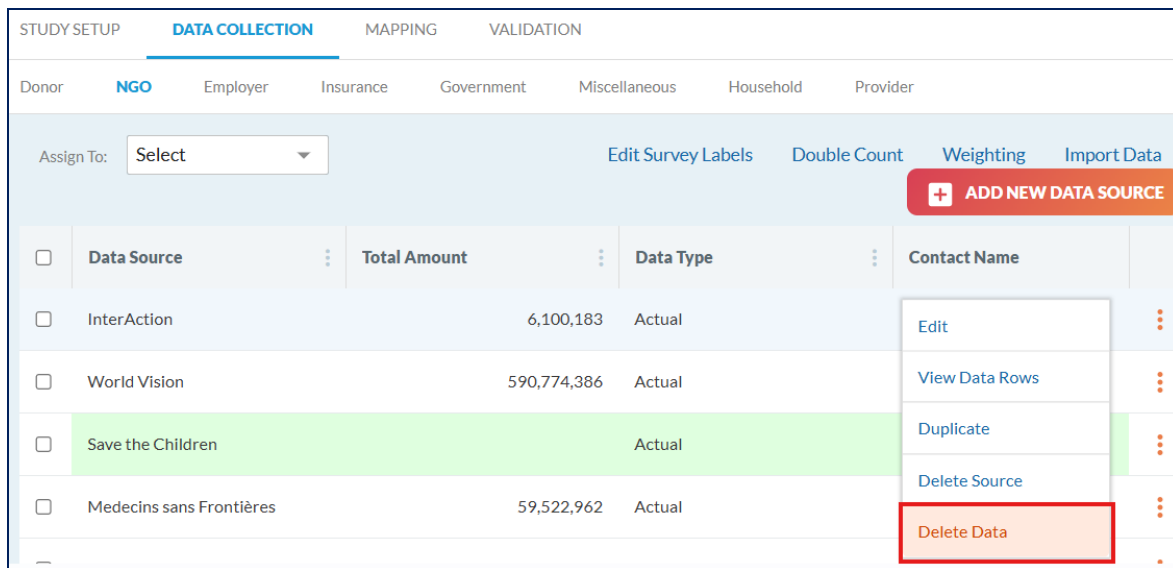 STUDY SETUP DATA COLLECTION MAPPING VALIDATION
Donor NGO Employer Insurance Government Miscellaneous Household Provider
Assign To: Select Edit Survey Labels Double Count Weighting Import Data
ADD NEW DATA SOURCE
Data Source Total Amount Data Type Contact Name
InterAction 6,100,183 Actual Edit
World Vision 590,774,386 Actual View Data Rows
Save the Children Actual Duplicate
Delete Source
Medecins sans Frontières 59,522,962 Actual
Delete Data